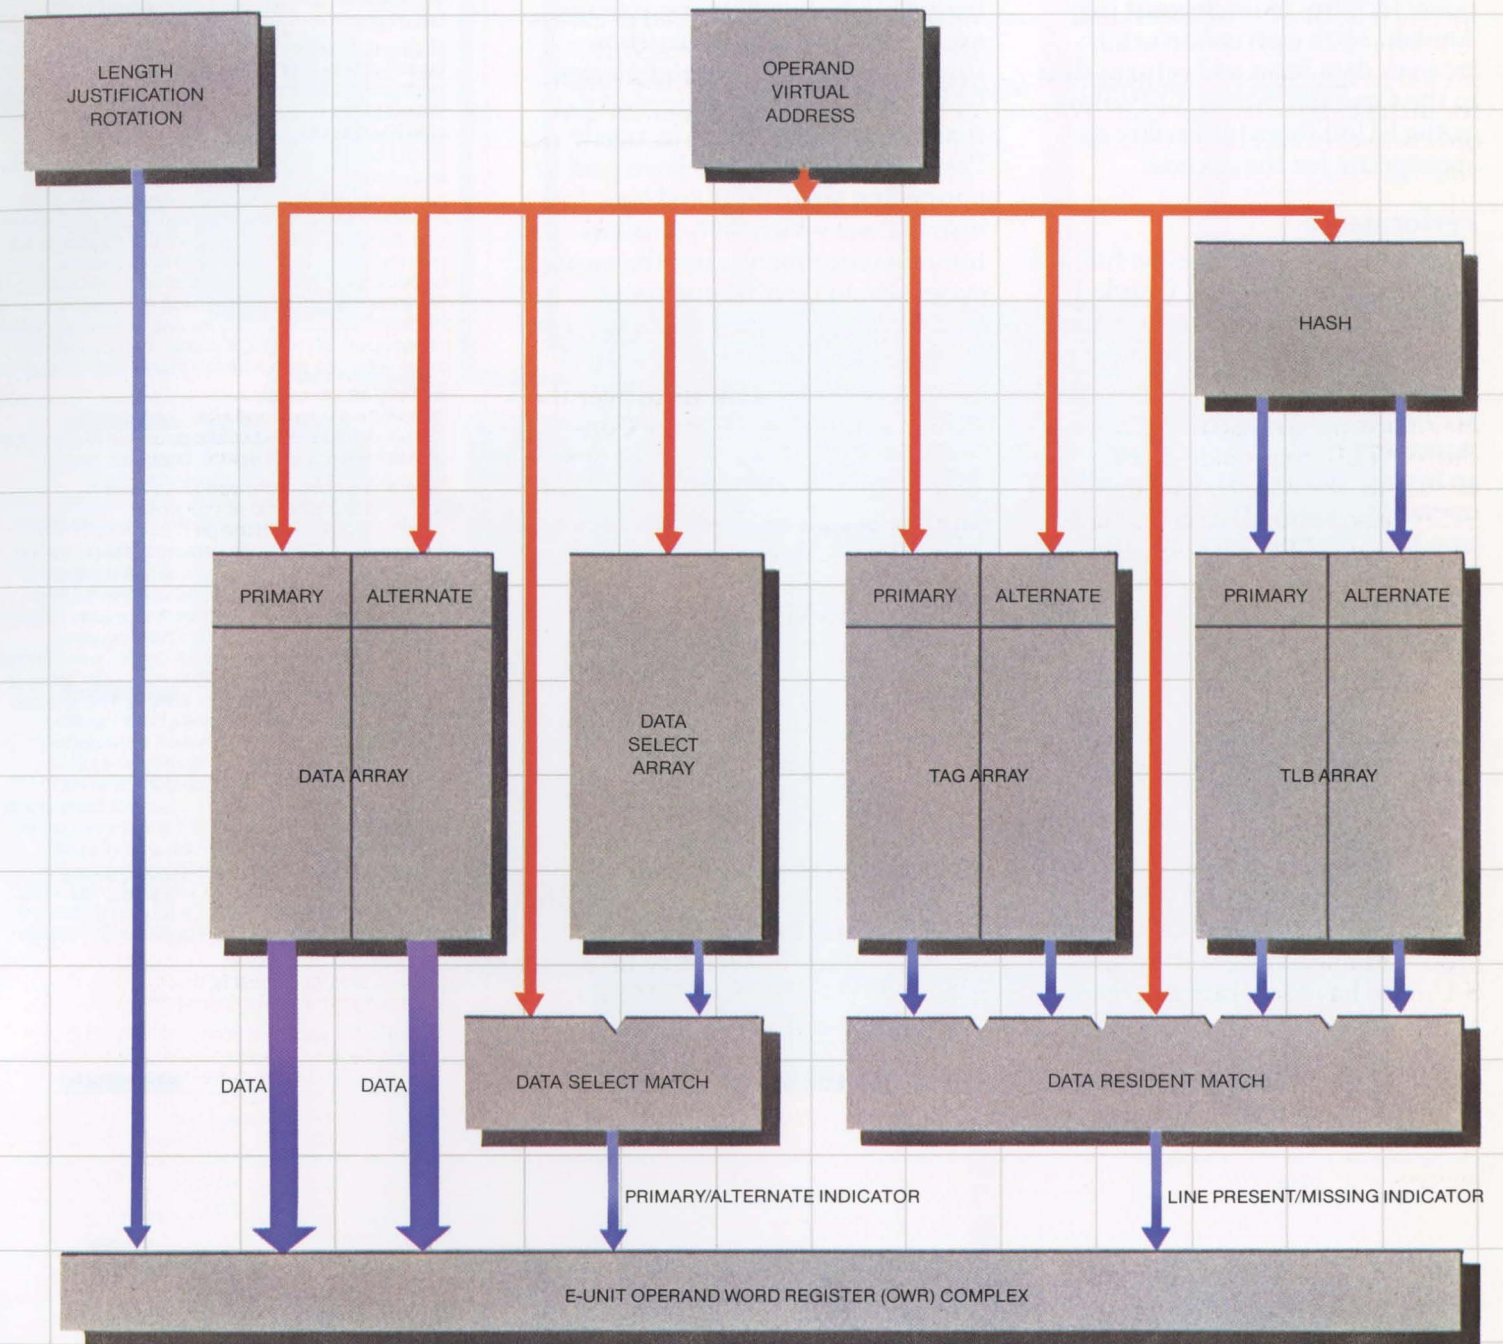 LENGTH
JUSTIFICATION
ROTATION
OPERAND
VIRTUAL
ADDRESS
HASH
PRIMARY
ALTERNATE
DATA ARRAY
DATA
SELECT
ARRAY
PRIMARY
ALTERNATE
TAG ARRAY
PRIMARY
ALTERNATE
TLB ARRAY
DATA
DATA
DATA SELECT MATCH
DATA RESIDENT MATCH
PRIMARY/ALTERNATE INDICATOR
LINE PRESENT/MISSING INDICATOR
E-UNIT OPERAND WORD REGISTER (OWR) COMPLEX